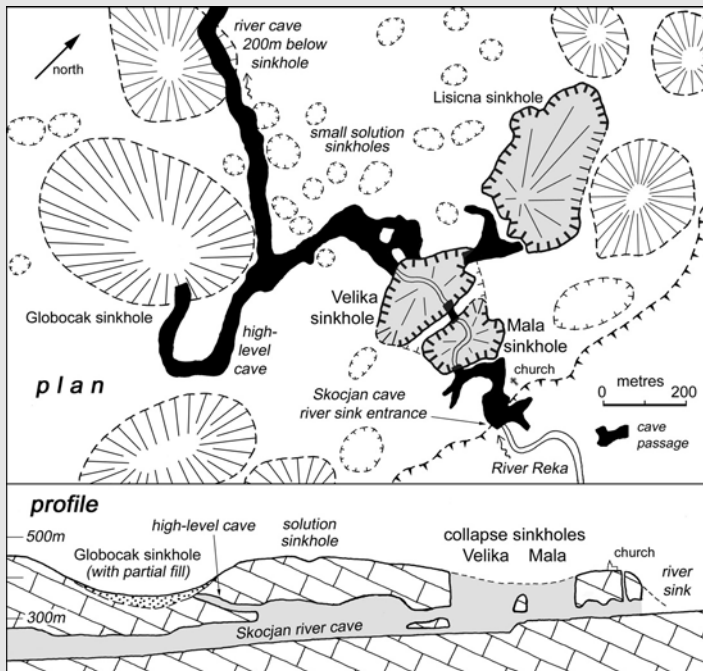 north
river cave
200m below
sinkhole
Lisicna sinkhole
small solution
sinkholes
Globocak sinkhole
high-
level
cave
Velika
sinkhole
Mala
sinkhole
church
plan
Skocjan cave
river sink entrance
0 metres 200
cave
passage
River Reka
profile
500m
high-level cave
solution
sinkhole
collapse sinkholes
Globocak sinkhole
(with partial fill)
Velika Mala
church
river
sink
300m
Skocjan river cave